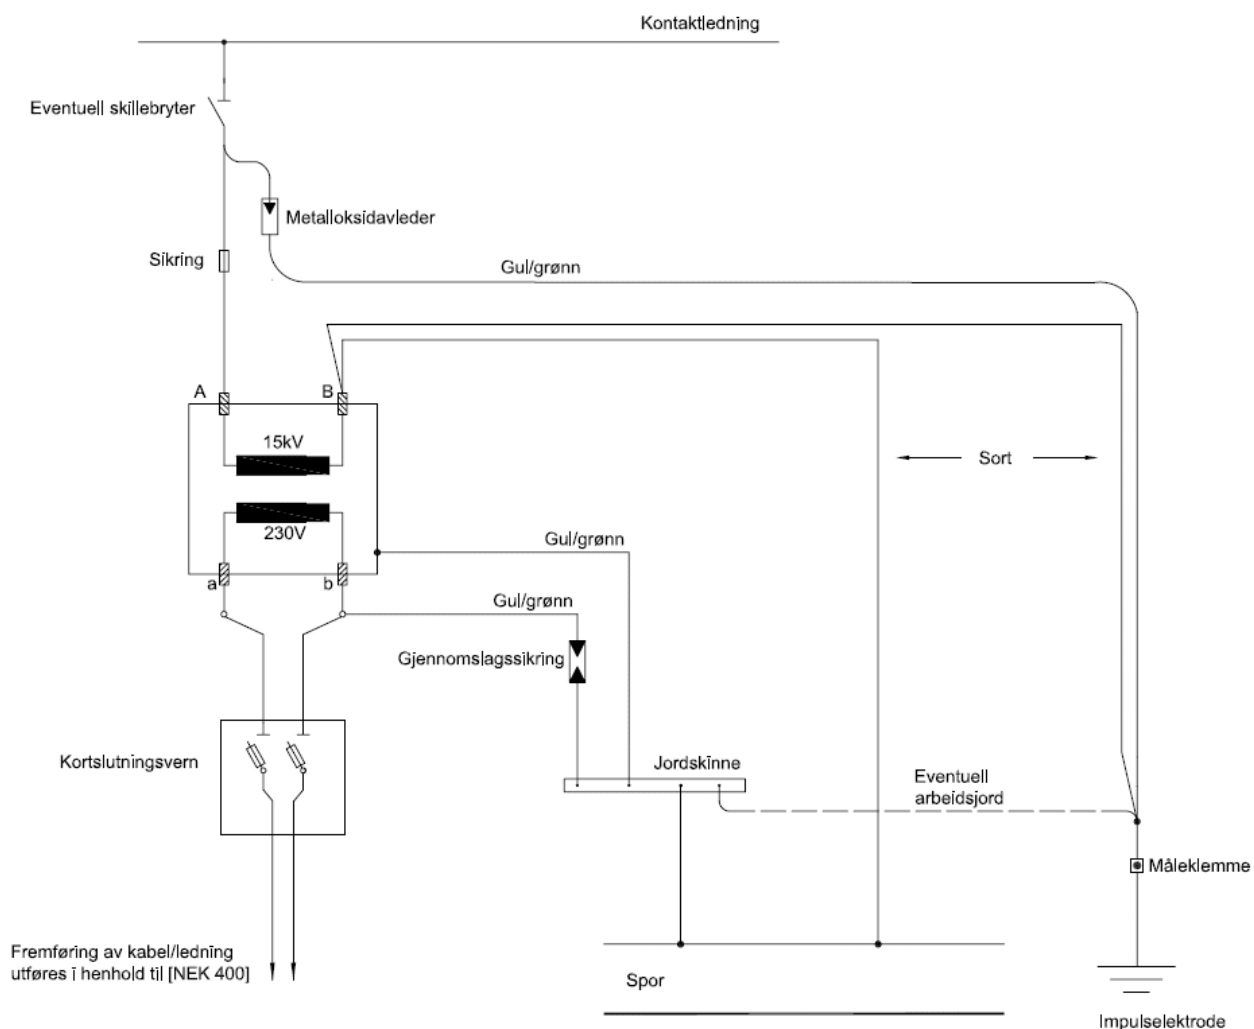 Kontaktledning
Eventuell skillebryter
Metalloksidavleder
Sikring
Gul/grønn
A
B
15kV
Sort
230V
Gul/grønn
a
b
Gul/grønn
Gjennomslagssikring
Kortslutningsvern
Jordskinne
Eventuell
arbeidsjord
Måleklemme
Fremføring av kabel/ledning
utføres i henhold til [NEK 400]
Spor
Impulselektrode